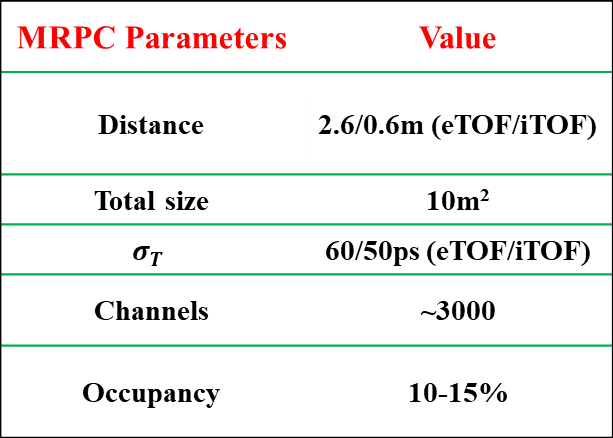 MRPC Parameters Value
Distance 2.6/0.6m (eTOF/iTOF)
Total size 10m²
σ_T 60/50ps (eTOF/iTOF)
Channels ~3000
Occupancy 10-15%